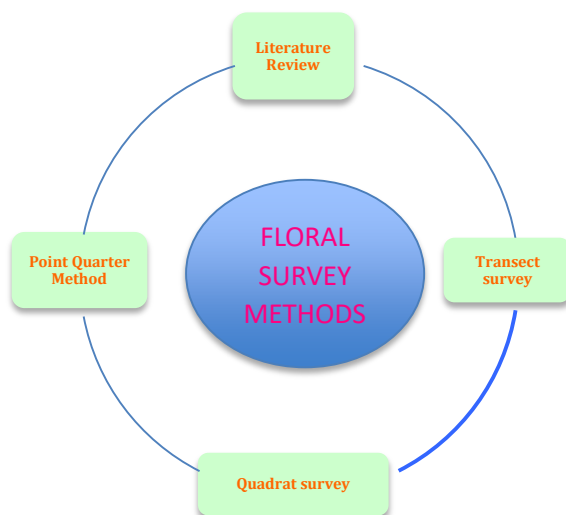 Literature
Review
FLORAL
SURVEY
METHODS
Point Quarter
Method
Transect
survey
Quadrat survey